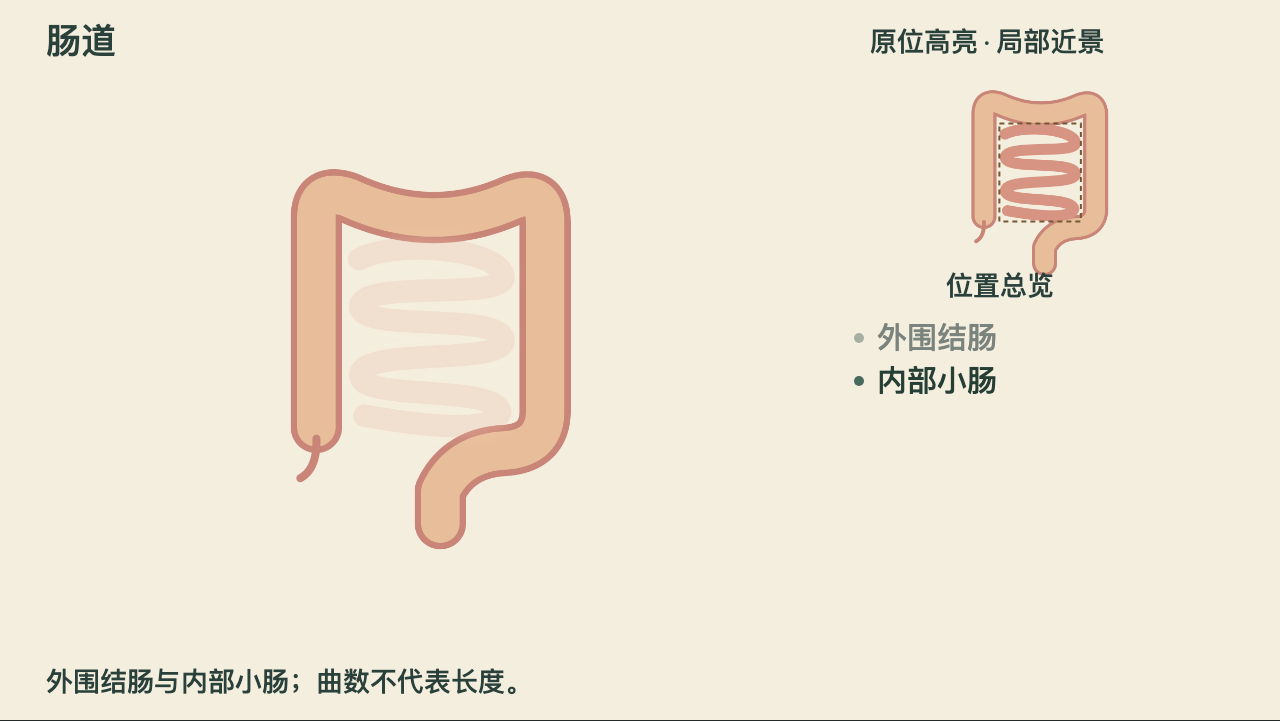 肠道
原位高亮 · 局部近景
位置总览
外围结肠
内部小肠
外围结肠与内部小肠；曲数不代表长度。